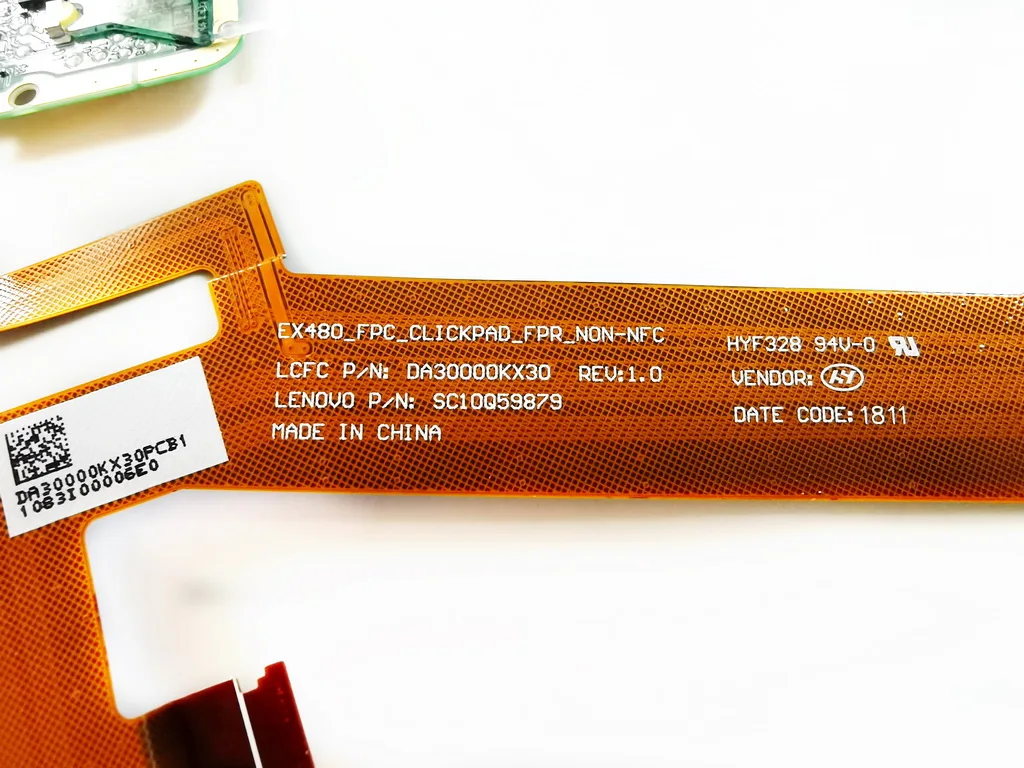 EX480_FPC_CLICKPAD_FPR_NON-NFC
LCFC P/N: DA30000KX30 REV:1.0
LENOVO P/N: SC10Q59879
MADE IN CHINA
HYF328 94V-0
VENDOR:
DATE CODE: 1811
DA30000KX30PCB1
1083I00006E0